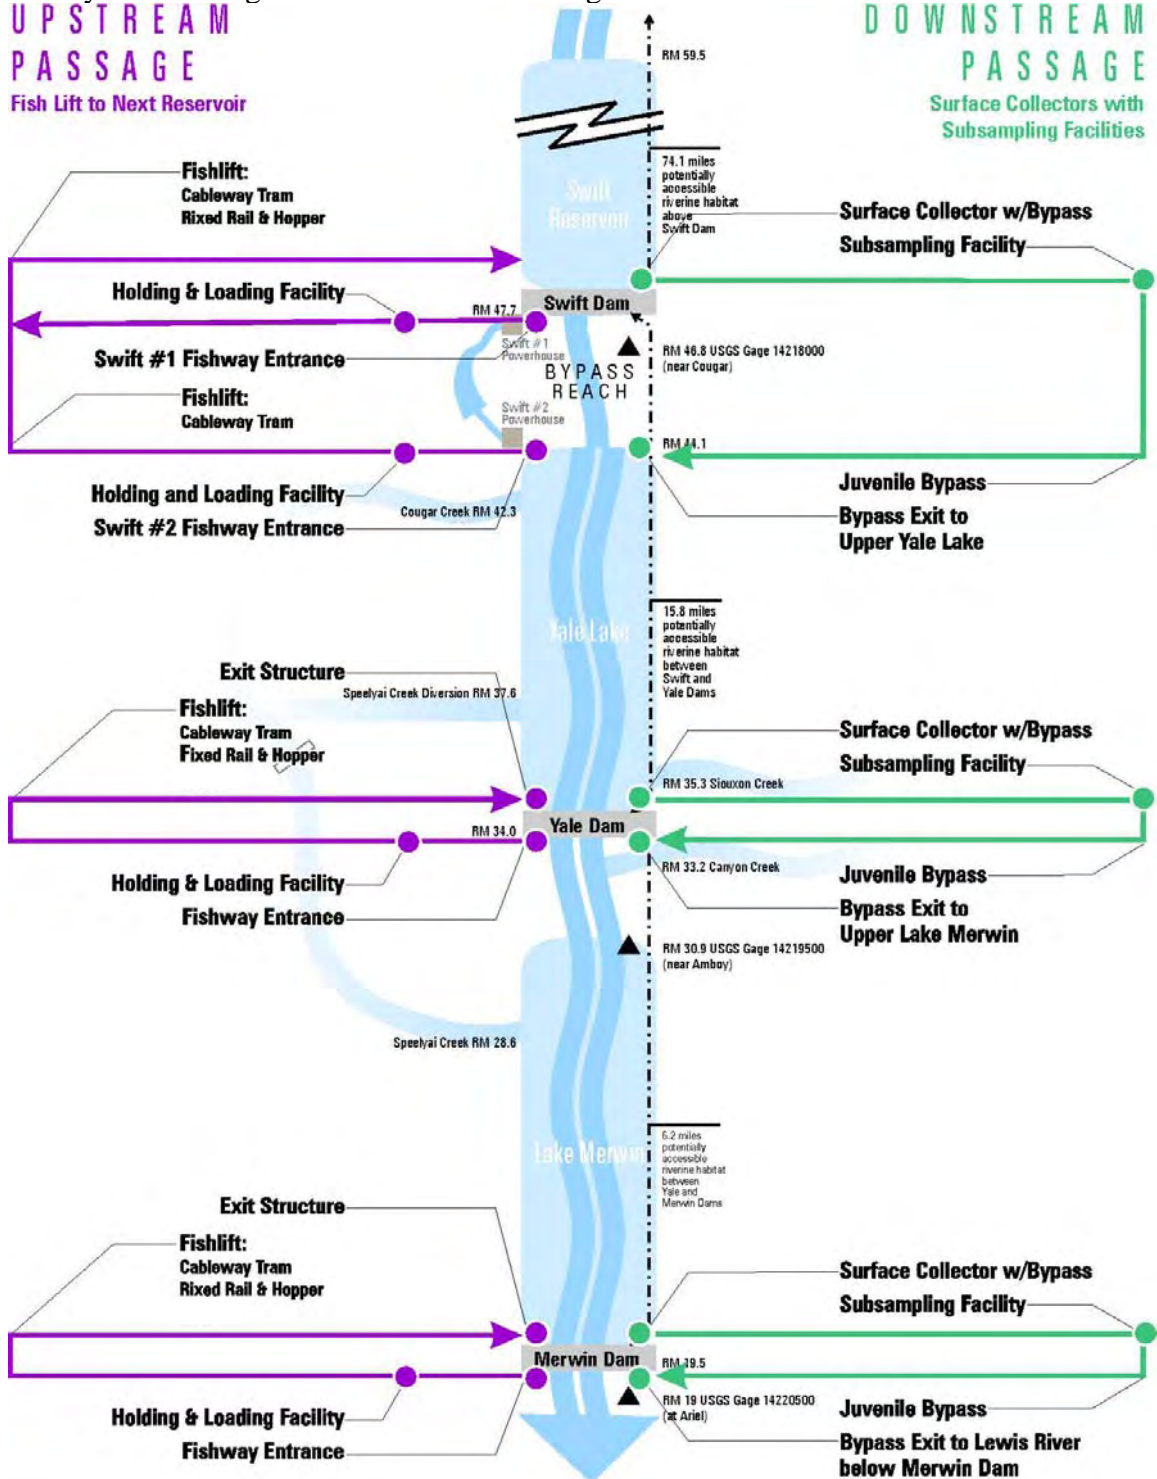 UPSTREAM
PASSAGE
Fish Lift to Next Reservoir
DOWNSTREAM
PASSAGE
Surface Collectors with
Subsampling Facilities
RM 59.5
74.1 miles
potentially
accessible
riverine habitat
above
Swift Dam
Swift
Reservoir
Fishlift:
Cableway Tram
Rixed Rail & Hopper
Surface Collector w/Bypass
Subsampling Facility
Holding & Loading Facility
RM 47.7
Swift Dam
Swift #1 Fishway Entrance
Swift #1
Powerhouse
BYPASS
REACH
RM 46.8 USGS Gage 14218000
(near Cougar)
Fishlift:
Cableway Tram
Swift #2
Powerhouse
RM 44.1
Holding and Loading Facility
Swift #2 Fishway Entrance
Cougar Creek RM 42.3
Juvenile Bypass
Bypass Exit to
Upper Yale Lake
Yale Lake
15.8 miles
potentially
accessible
riverine habitat
between
Swift and
Yale Dams
Exit Structure
Speelyai Creek Diversion RM 37.6
Fishlift:
Cableway Tram
Fixed Rail & Hopper
Surface Collector w/Bypass
Subsampling Facility
RM 35.3 Siouxon Creek
RM 34.0
Yale Dam
RM 33.2 Canyon Creek
Holding & Loading Facility
Fishway Entrance
Juvenile Bypass
Bypass Exit to
Upper Lake Merwin
RM 30.9 USGS Gage 14219500
(near Amboy)
Speelyai Creek RM 28.6
Lake Merwin
6.2 miles
potentially
accessible
riverine habitat
between
Yale and
Merwin Dams
Exit Structure
Fishlift:
Cableway Tram
Rixed Rail & Hopper
Surface Collector w/Bypass
Subsampling Facility
Merwin Dam
RM 19.5
RM 19 USGS Gage 14220500
(at Ariel)
Holding & Loading Facility
Fishway Entrance
Juvenile Bypass
Bypass Exit to Lewis River
below Merwin Dam